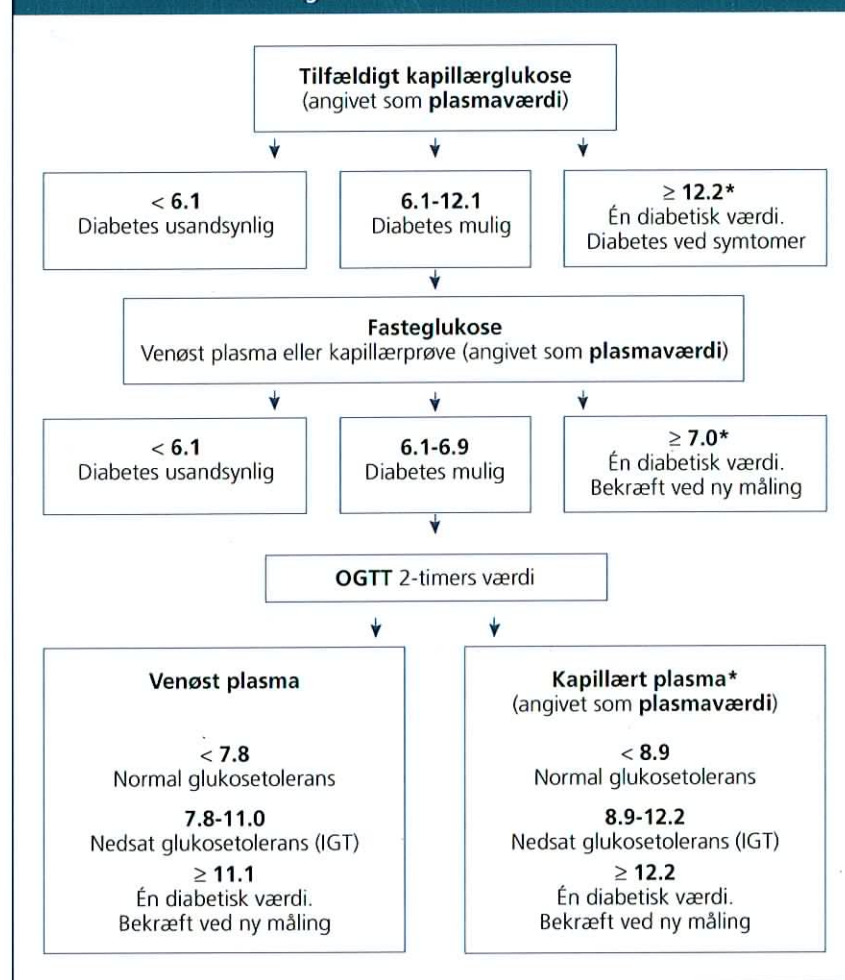 Tilfældigt kapillærglukose
(angivet som plasmaværdi)
< 6.1
Diabetes usandsynlig
6.1-12.1
Diabetes mulig
≥ 12.2*
Én diabetisk værdi.
Diabetes ved symtomer
Fasteglukose
Venøst plasma eller kapillærprøve (angivet som plasmaværdi)
< 6.1
Diabetes usandsynlig
6.1-6.9
Diabetes mulig
≥ 7.0*
Én diabetisk værdi.
Bekræft ved ny måling
OGTT 2-timers værdi
Venøst plasma
< 7.8
Normal glukosetolerans
7.8-11.0
Nedsat glukosetolerans (IGT)
≥ 11.1
Én diabetisk værdi.
Bekræft ved ny måling
Kapillært plasma*
(angivet som plasmaværdi)
< 8.9
Normal glukosetolerans
8.9-12.2
Nedsat glukosetolerans (IGT)
≥ 12.2
Én diabetisk værdi.
Bekræft ved ny måling